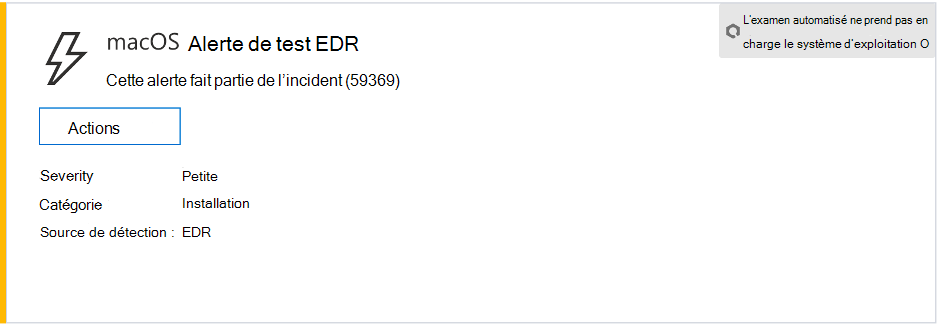 L'examen automatisé ne prend pas en
charge le système d'exploitation O
macOS Alerte de test EDR
Cette alerte fait partie de l'incident (59369)
Actions
Severity Petite
Catégorie Installation
Source de détection : EDR